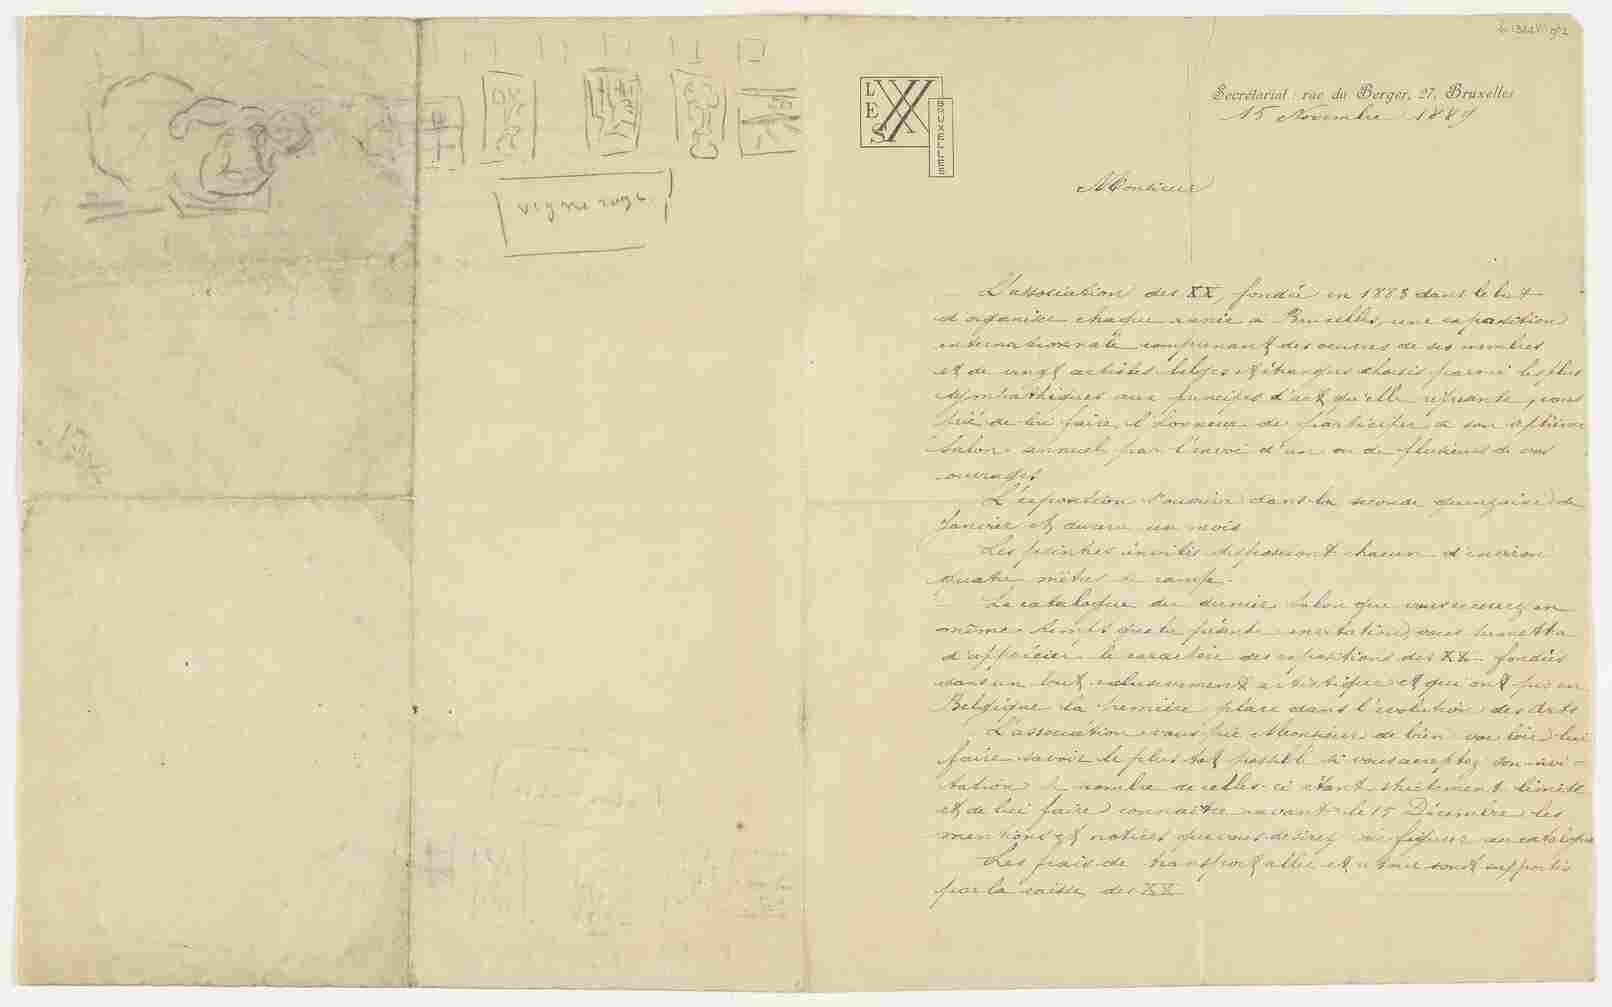 vigne rouge
LES XX
BRUXELLES
Secrétariat : rue du Berger, 27, Bruxelles
15 Novembre 1889
Monsieur
L'association des XX, fondée en 1883 dans le but
d'organiser chaque année à Bruxelles, une exposition
internationale comprenant des oeuvres de ses membres
et de vingt artistes belges et étrangers choisis parmi les plus
sympathiques aux principes d'art qu'elle représente, vous
prie de lui faire l'honneur de participer à son septième
Salon annuel par l'envoi d'un ou de plusieurs de vos
ouvrages.
L'exposition s'ouvrira dans la seconde quinzaine de
Janvier et durera un mois
Les peintres invités disposeront chacun d'environ
quatre mètres de rampe.
Le catalogue du dernier Salon que vous recevrez en
même temps que la présente invitation, vous permettra
d'apprécier le caractère des expositions des XX fondées
dans un but exclusivement artistique et qui ont pris en
Belgique la première place dans l'évolution des Arts
L'association vous prie Monsieur de bien vouloir lui
faire savoir le plus tôt possible si vous acceptez son invi-
tation le nombre de celles-ci étant strictement limité
et de lui faire connaître avant le 15 Décembre les
mentions et notices que vous désirez voir figurer au catalogue
Les frais de transport aller et retour sont supportés
par la caisse des XX